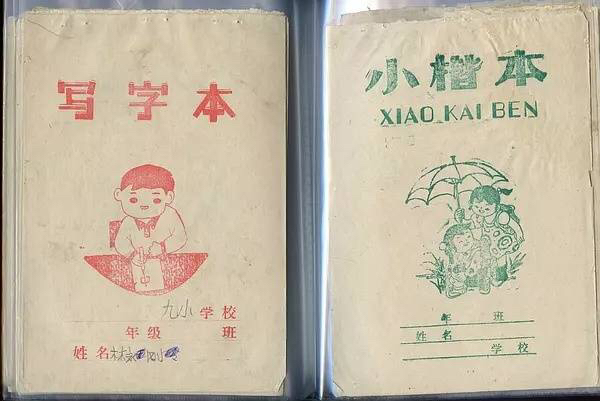 写字本
九小学校
年级 班
姓名 林
小楷本
XIAO KAI BEN
年 班
姓名
学校